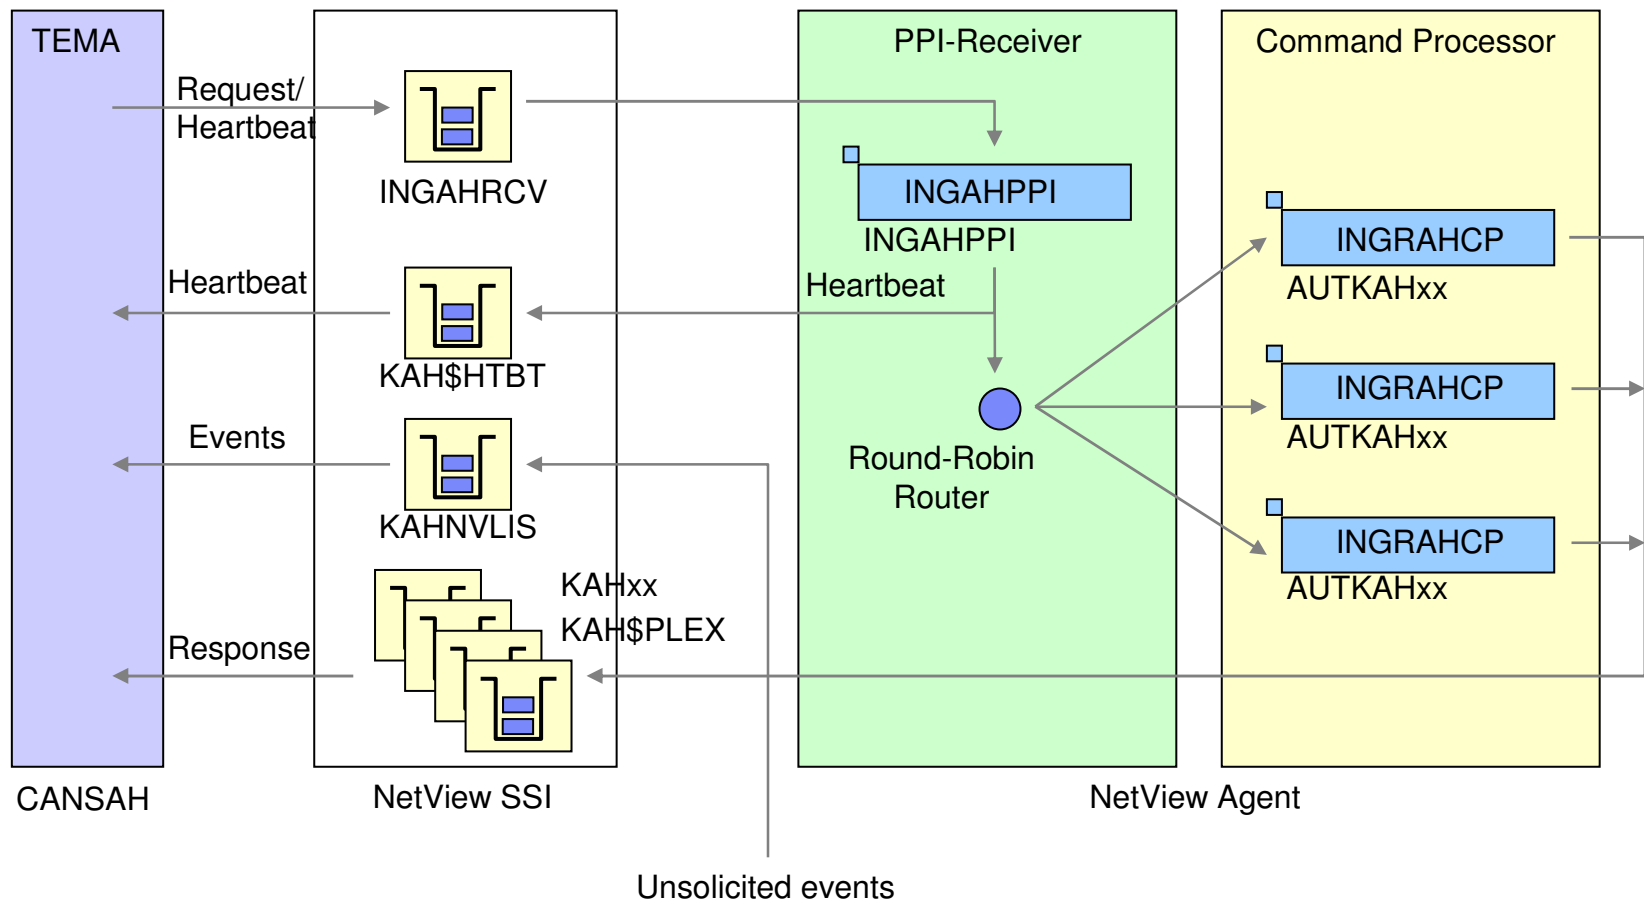 TEMA
PPI-Receiver
Command Processor
Request/
Heartbeat
INGAHRCV
INGAHPPI
INGAHPPI
INGRAHCP
AUTKAHxx
Heartbeat
Heartbeat
KAH$HTBT
INGRAHCP
AUTKAHxx
Events
KAHNVLIS
Round-Robin
Router
INGRAHCP
AUTKAHxx
KAHxx
KAH$PLEX
Response
CANSAH
NetView SSI
NetView Agent
Unsolicited events